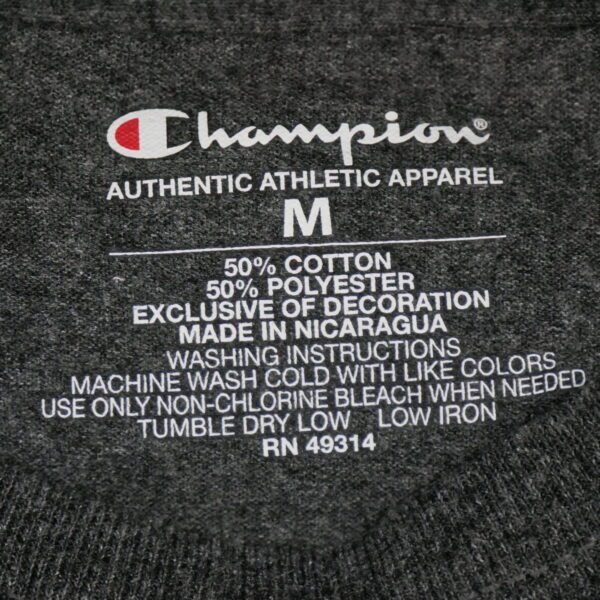 Champion®
AUTHENTIC ATHLETIC APPAREL
M
50% COTTON
50% POLYESTER
EXCLUSIVE OF DECORATION
MADE IN NICARAGUA
WASHING INSTRUCTIONS
MACHINE WASH COLD WITH LIKE COLORS
USE ONLY NON-CHLORINE BLEACH WHEN NEEDED
TUMBLE DRY LOW LOW IRON
RN 49314